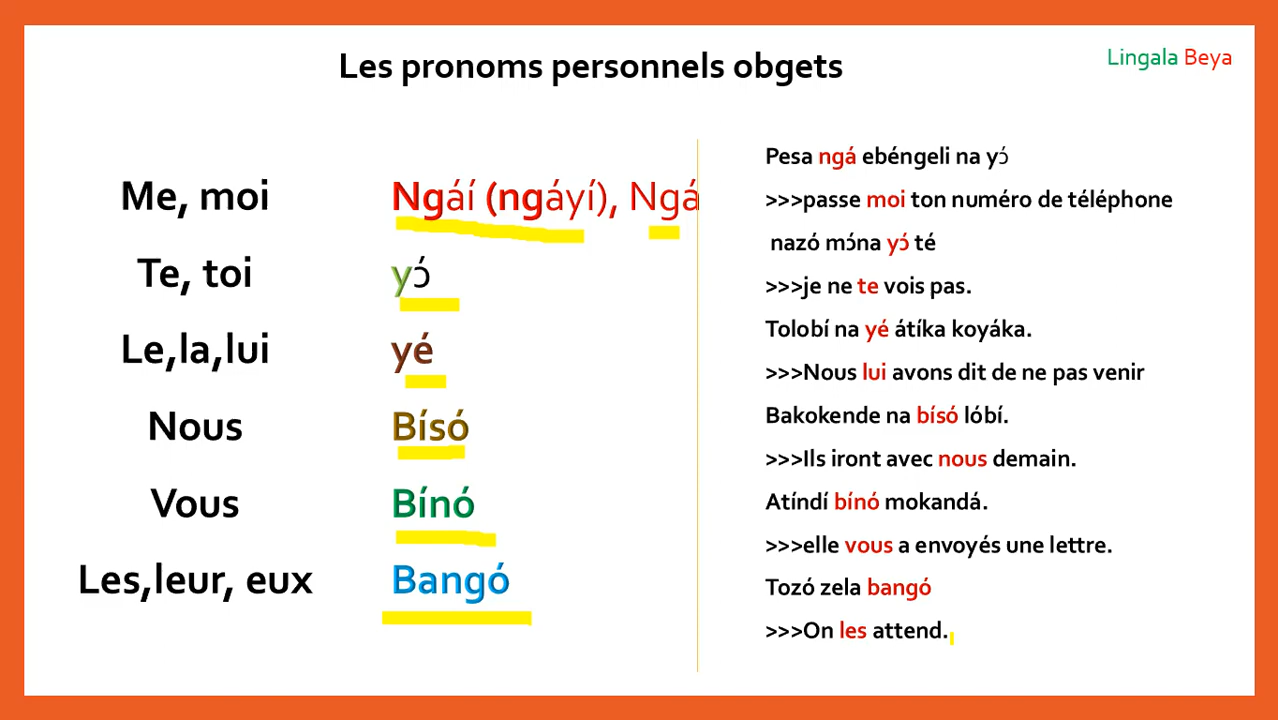 Les pronoms personnels obgets
Lingala Beya
Me, moi
Ngáí (ngáyí), Ngá
Te, toi
yɔ́
Le,la,lui
yé
Nous
Bísó
Vous
Bínó
Les,leur, eux
Bangó
Pesa ngá ebéngeli na yɔ́
>>>passe moi ton numéro de téléphone
nazó mɔ́na yɔ́ té
>>>je ne te vois pas.
Tolobí na yé átíka koyáka.
>>>Nous lui avons dit de ne pas venir
Bakokende na bísó lóbí.
>>>Ils iront avec nous demain.
Atíndí bínó mokandá.
>>>elle vous a envoyés une lettre.
Tozó zela bangó
>>>On les attend.